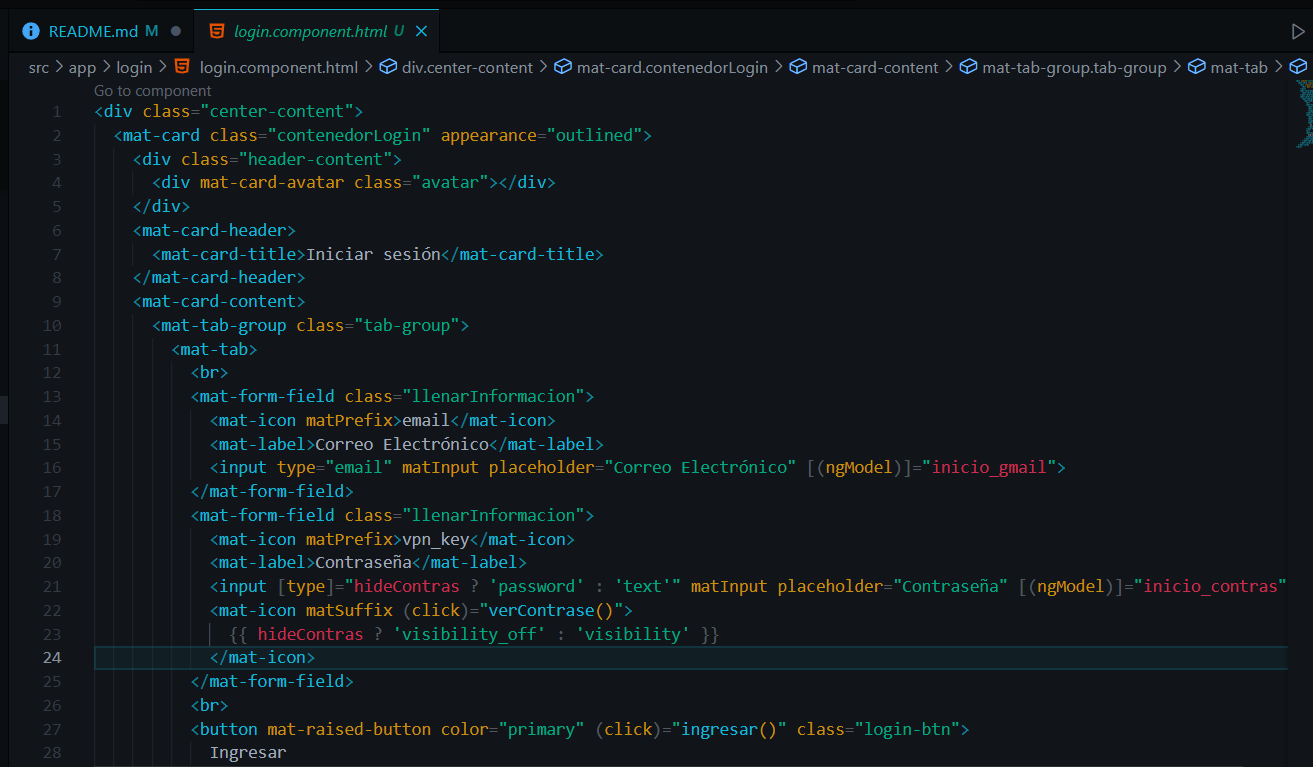 README.md M
login.component.html U
src > app > login > login.component.html > div.center-content > mat-card.contenedorLogin > mat-card-content > mat-tab-group.tab-group > mat-tab >
Go to component
1 <div class="center-content">
2   <mat-card class="contenedorLogin" appearance="outlined">
3     <div class="header-content">
4       <div mat-card-avatar class="avatar"></div>
5     </div>
6     <mat-card-header>
7       <mat-card-title>Iniciar sesión</mat-card-title>
8     </mat-card-header>
9     <mat-card-content>
10       <mat-tab-group class="tab-group">
11         <mat-tab>
12           <br>
13           <mat-form-field class="llenarInformacion">
14             <mat-icon matPrefix>email</mat-icon>
15             <mat-label>Correo Electrónico</mat-label>
16             <input type="email" matInput placeholder="Correo Electrónico" [(ngModel)]="inicio_gmail">
17           </mat-form-field>
18           <mat-form-field class="llenarInformacion">
19             <mat-icon matPrefix>vpn_key</mat-icon>
20             <mat-label>Contraseña</mat-label>
21             <input [type]="hideContras ? 'password' : 'text'" matInput placeholder="Contraseña" [(ngModel)]="inicio_contras"
22             <mat-icon matSuffix (click)="verContrase()">
23               {{ hideContras ? 'visibility_off' : 'visibility' }}
24             </mat-icon>
25           </mat-form-field>
26           <br>
27           <button mat-raised-button color="primary" (click)="ingresar()" class="login-btn">
28             Ingresar